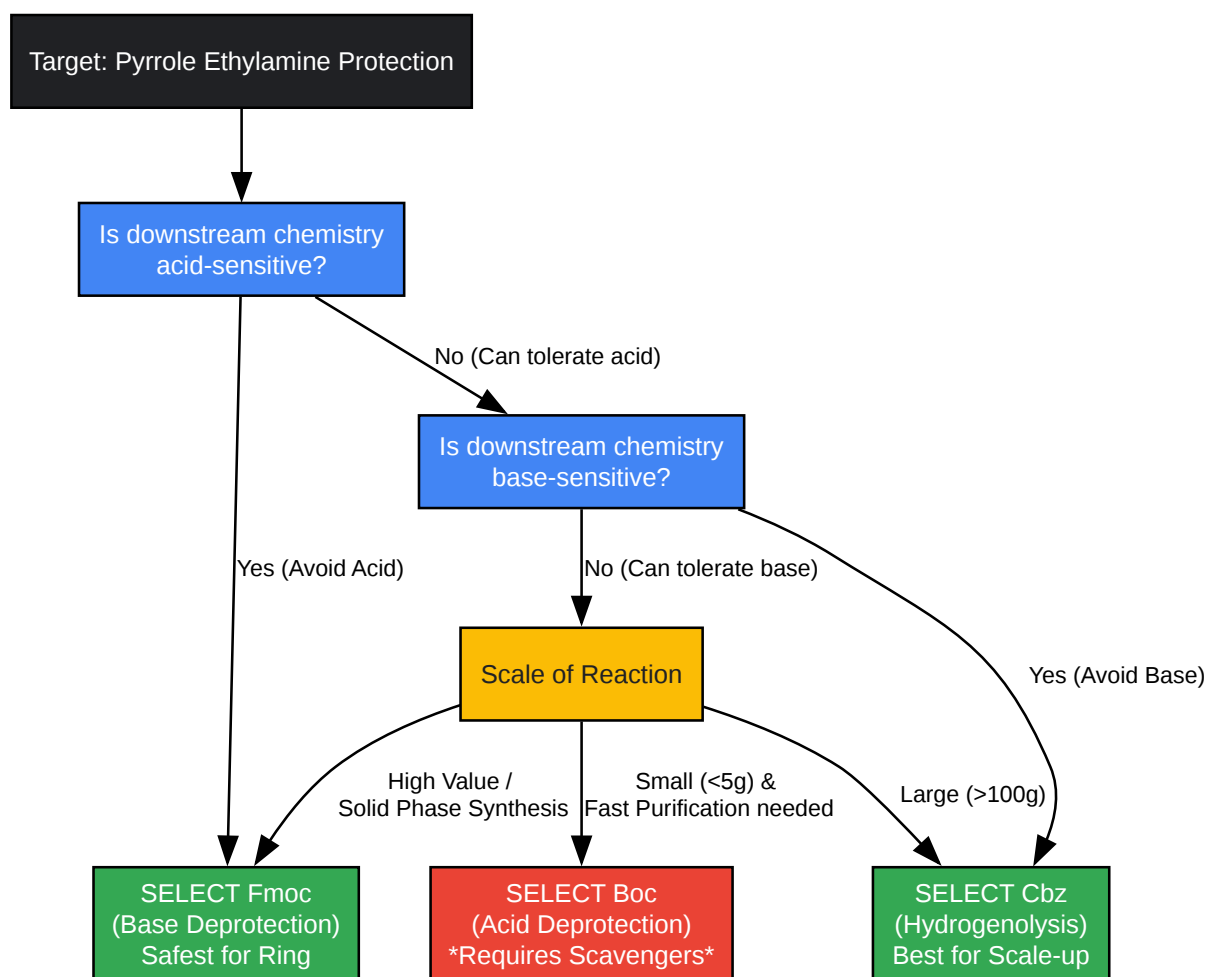 Target: Pyrrole Ethylamine Protection
Is downstream chemistry
acid-sensitive?
No (Can tolerate acid)
Is downstream chemistry
base-sensitive?
Yes (Avoid Acid)
No (Can tolerate base)
Yes (Avoid Base)
Scale of Reaction
High Value /
Solid Phase Synthesis
Small (<5g) &
Fast Purification needed
Large (>100g)
SELECT Fmoc
(Base Deprotection)
Safest for Ring
SELECT Boc
(Acid Deprotection)
*Requires Scavengers*
SELECT Cbz
(Hydrogenolysis)
Best for Scale-up